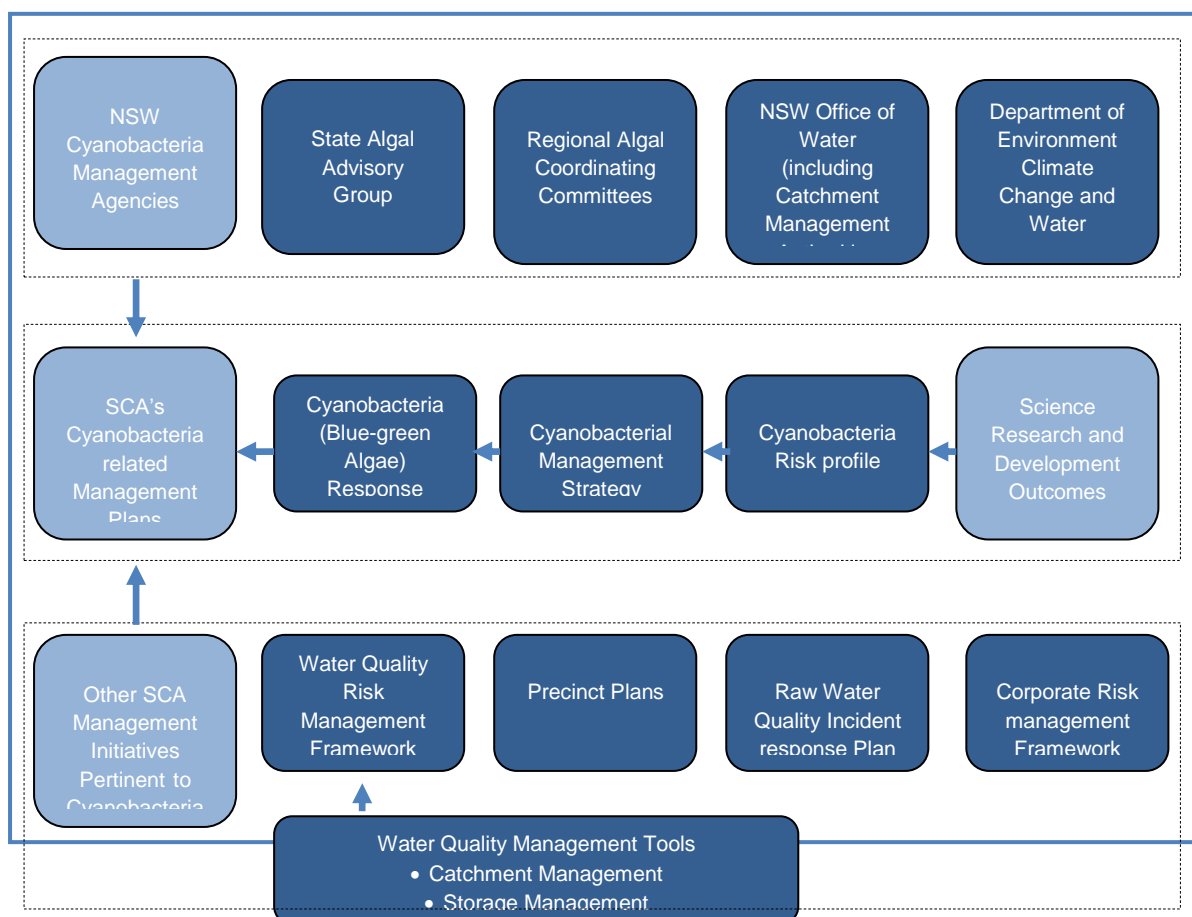 NSW
Cyanobacteria
Management
Agencies
State Algal
Advisory
Group
Regional Algal
Coordinating
Committees
NSW Office of
Water
(including
Catchment
Management
Department of
Environment
Climate
Change and
Water
SCA's
Cyanobacteria
related
Management
Plans
Cyanobacteria
(Blue-green
Algae)
Response
Cyanobacterial
Management
Strategy
Cyanobacteria
Risk profile
Science
Research and
Development
Outcomes
Other SCA
Management
Initiatives
Pertinent to
Cyanobacteria
Water Quality
Risk
Management
Framework
Precinct Plans
Raw Water
Quality Incident
response Plan
Corporate Risk
management
Framework
Water Quality Management Tools
• Catchment Management
• Storage Management